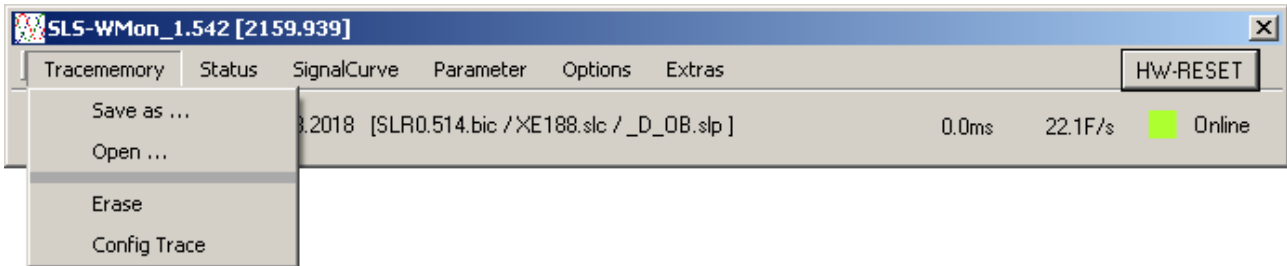 SLS-WMon_1.542 [2159.939]
Tracememory Status SignalCurve Parameter Options Extras HW-RESET
Save as ...
.2018 [SLR0.514.bic / XE188.slc / _D_OB.slp ] 0.0ms 22.1F/s Online
Open ...
Erase
Config Trace